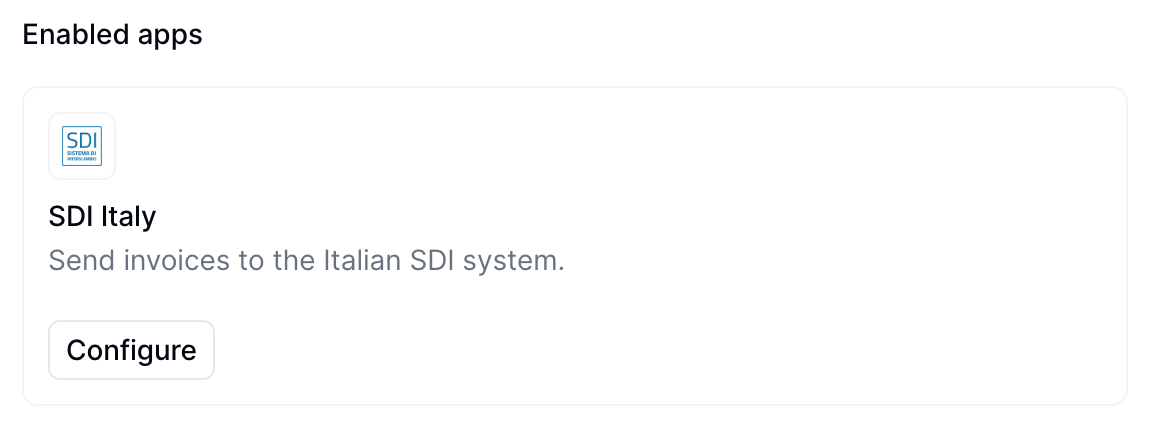 Enabled apps
SDI
SISTEMA DI
INTERSCAMBIO
SDI Italy
Send invoices to the Italian SDI system.
Configure